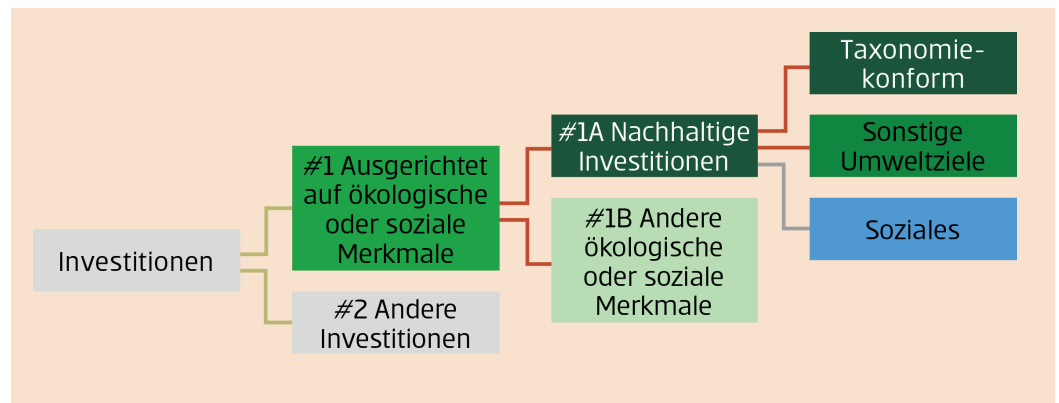 Investitionen
#1 Ausgerichtet
auf ökologische
oder soziale
Merkmale
#2 Andere
Investitionen
#1A Nachhaltige
Investitionen
#1B Andere
ökologische
oder soziale
Merkmale
Taxonomie-
konform
Sonstige
Umweltziele
Soziales